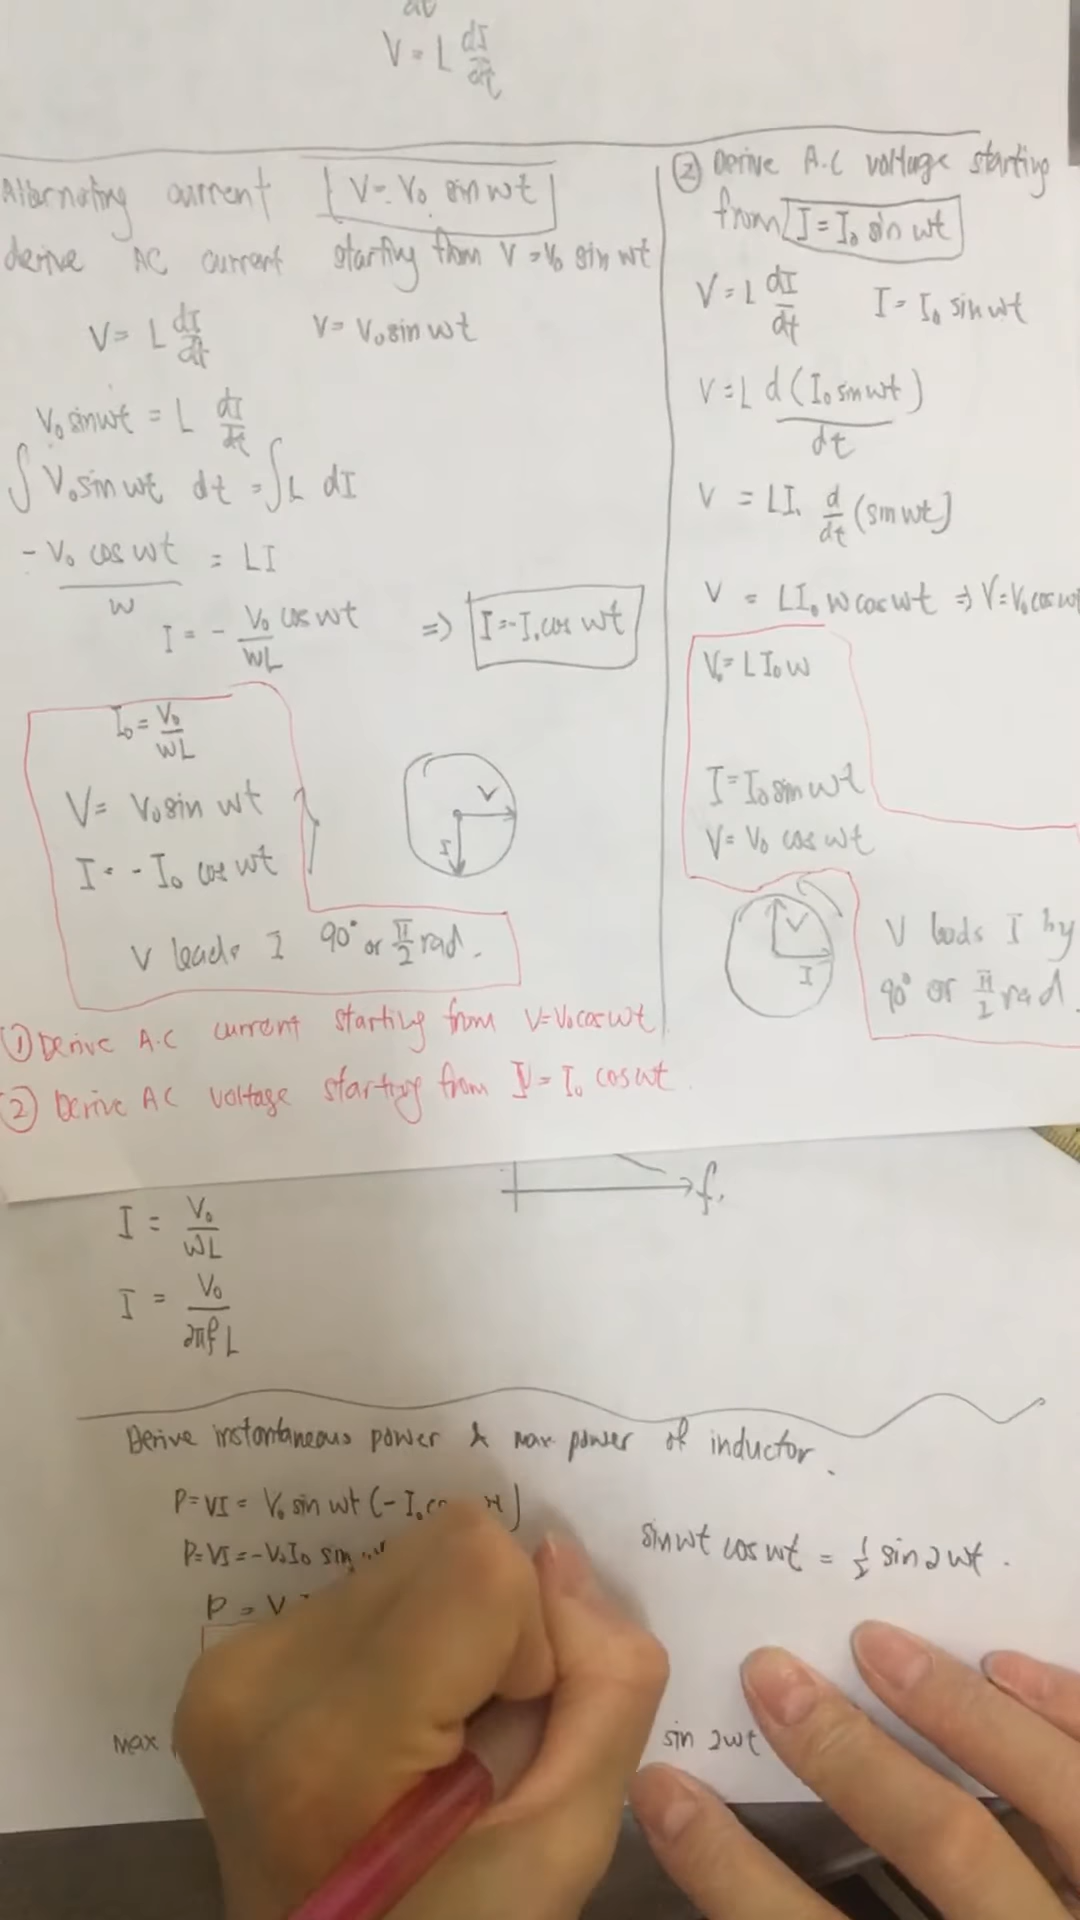 V = L dI/dt
Alternating current V = V₀ sin wt
derive AC current starting from V = V₀ sin wt
V = L dI/dt V = V₀ sin wt
V₀ sin wt = L dI/dt
∫ V₀ sin wt dt = ∫ L dI
- V₀ cos wt / w = LI
I = - V₀ cos wt / WL => I = - I₀ cos wt
I₀ = V₀/WL
V = V₀ sin wt
I = - I₀ cos wt
V
I
V leads I 90° or π/2 rad.
② Derive A.C voltage starting
from I = I₀ sin wt
V = L dI/dt I = I₀ sin wt
V = L d(I₀ sin wt)/dt
V = LI₀ d/dt (sin wt)
V = LI₀ w cos wt => V = V₀ cos w
V₀ = L I₀ w
I = I₀ sin wt
V = V₀ cos wt
V
I
V leads I by
90° or π/2 rad.
① Derive A.C current starting from V = V₀ cos wt
② Derive AC voltage starting from I = I₀ cos wt.
f.
I = V₀/WL
I = V₀/2πf L
Derive instantaneous power & max power of inductor.
P = VI = V₀ sin wt (- I₀
P = VI = - V₀I₀ sin
P = V
sin wt cos wt = ½ sin 2wt.
Max
sin 2wt